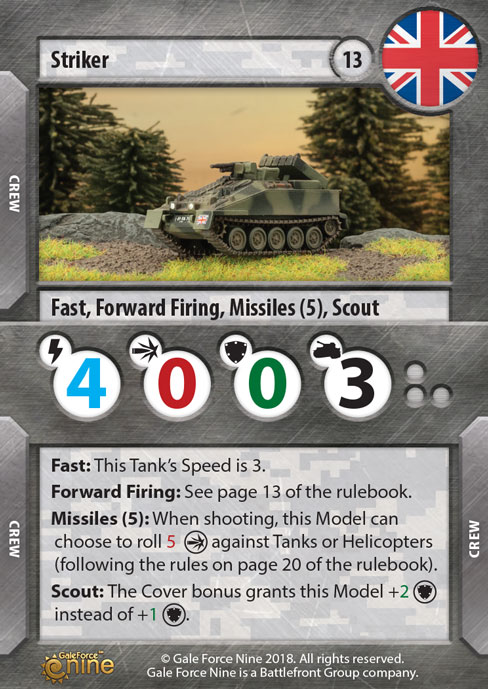 Striker
13
CREW
Fast, Forward Firing, Missiles (5), Scout
4 0 0 3
Fast: This Tank's Speed is 3.
Forward Firing: See page 13 of the rulebook.
Missiles (5): When shooting, this Model can
choose to roll 5 against Tanks or Helicopters
(following the rules on page 20 of the rulebook).
Scout: The Cover bonus grants this Model +2
instead of +1 .
CREW
CREW
GaleForce™
nine
© Gale Force Nine 2018. All rights reserved.
Gale Force Nine is a Battlefront Group company.